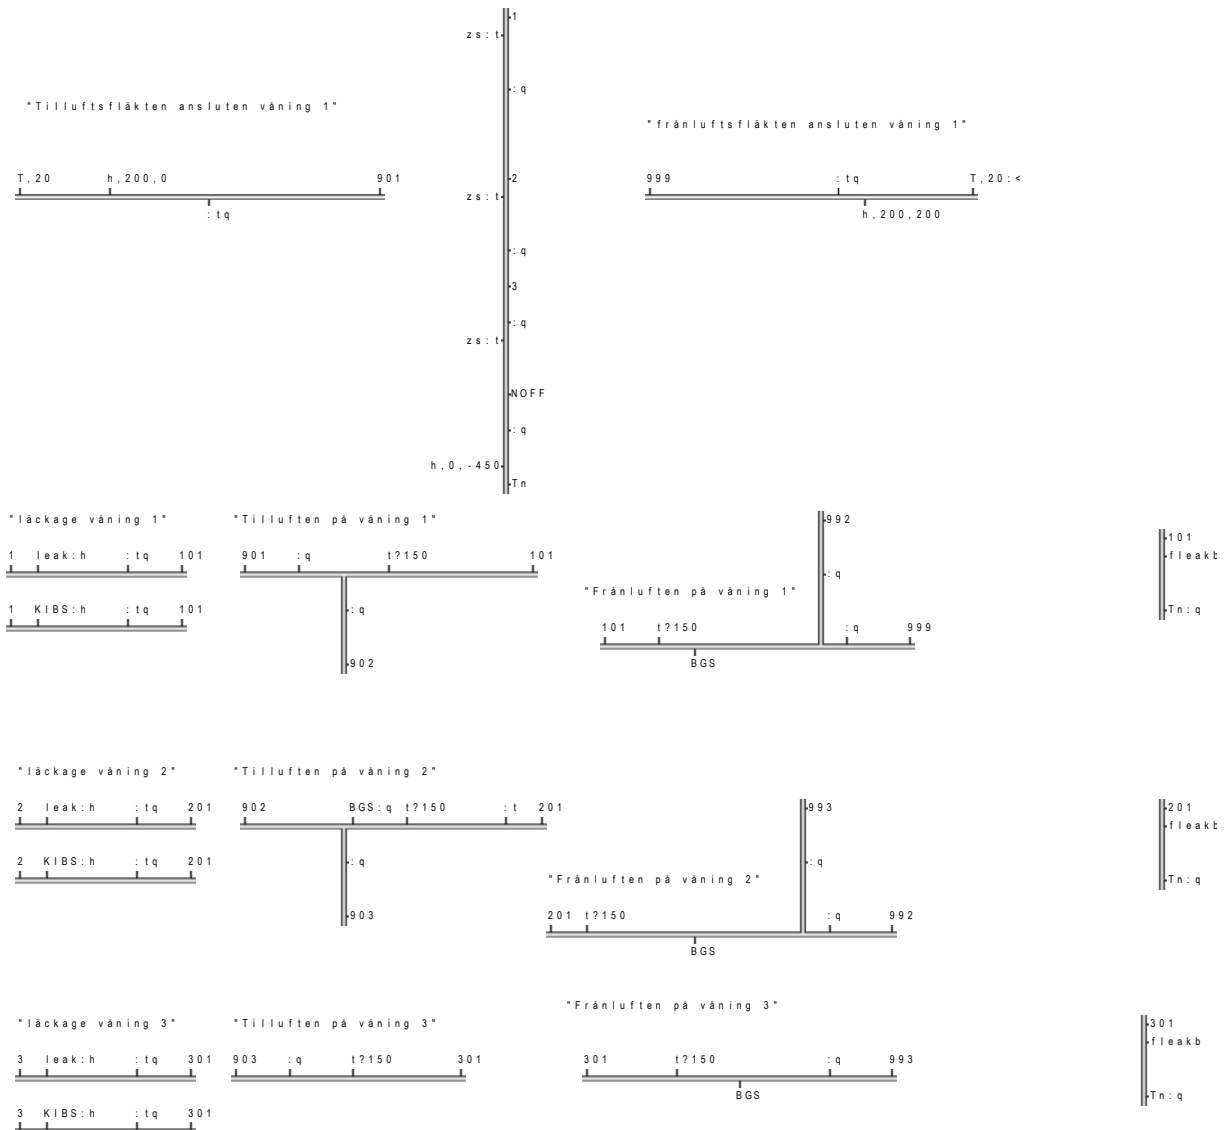 1
zs:t
:q
"Tilluftsfläkten ansluten våning 1"
"frånluftsfläkten ansluten våning 1"
T,20 h,200,0 901
2
999 :tq T,20:<
zs:t
:tq
h,200,200
:q
3
:q
zs:t
NOFF
:q
h,0,-450
Tn
"läckage våning 1" "Tilluften på våning 1" 992
101
1 leak:h :tq 101 901 :q t?150 101 fleakb
:q
"Frånluften på våning 1"
1 KIBS:h :tq 101 :q Tn:q
101 t?150 :q 999
902 BGS
"läckage våning 2" "Tilluften på våning 2"
2 leak:h :tq 201 902 BGS:q t?150 :t 201 993 201
fleakb
2 KIBS:h :tq 201 :q :q
"Frånluften på våning 2" Tn:q
903 201 t?150 :q 992
BGS
"Frånluften på våning 3"
"läckage våning 3" "Tilluften på våning 3" 301
fleakb
3 leak:h :tq 301 903 :q t?150 301 301 t?150 :q 993
BGS Tn:q
3 KIBS:h :tq 301